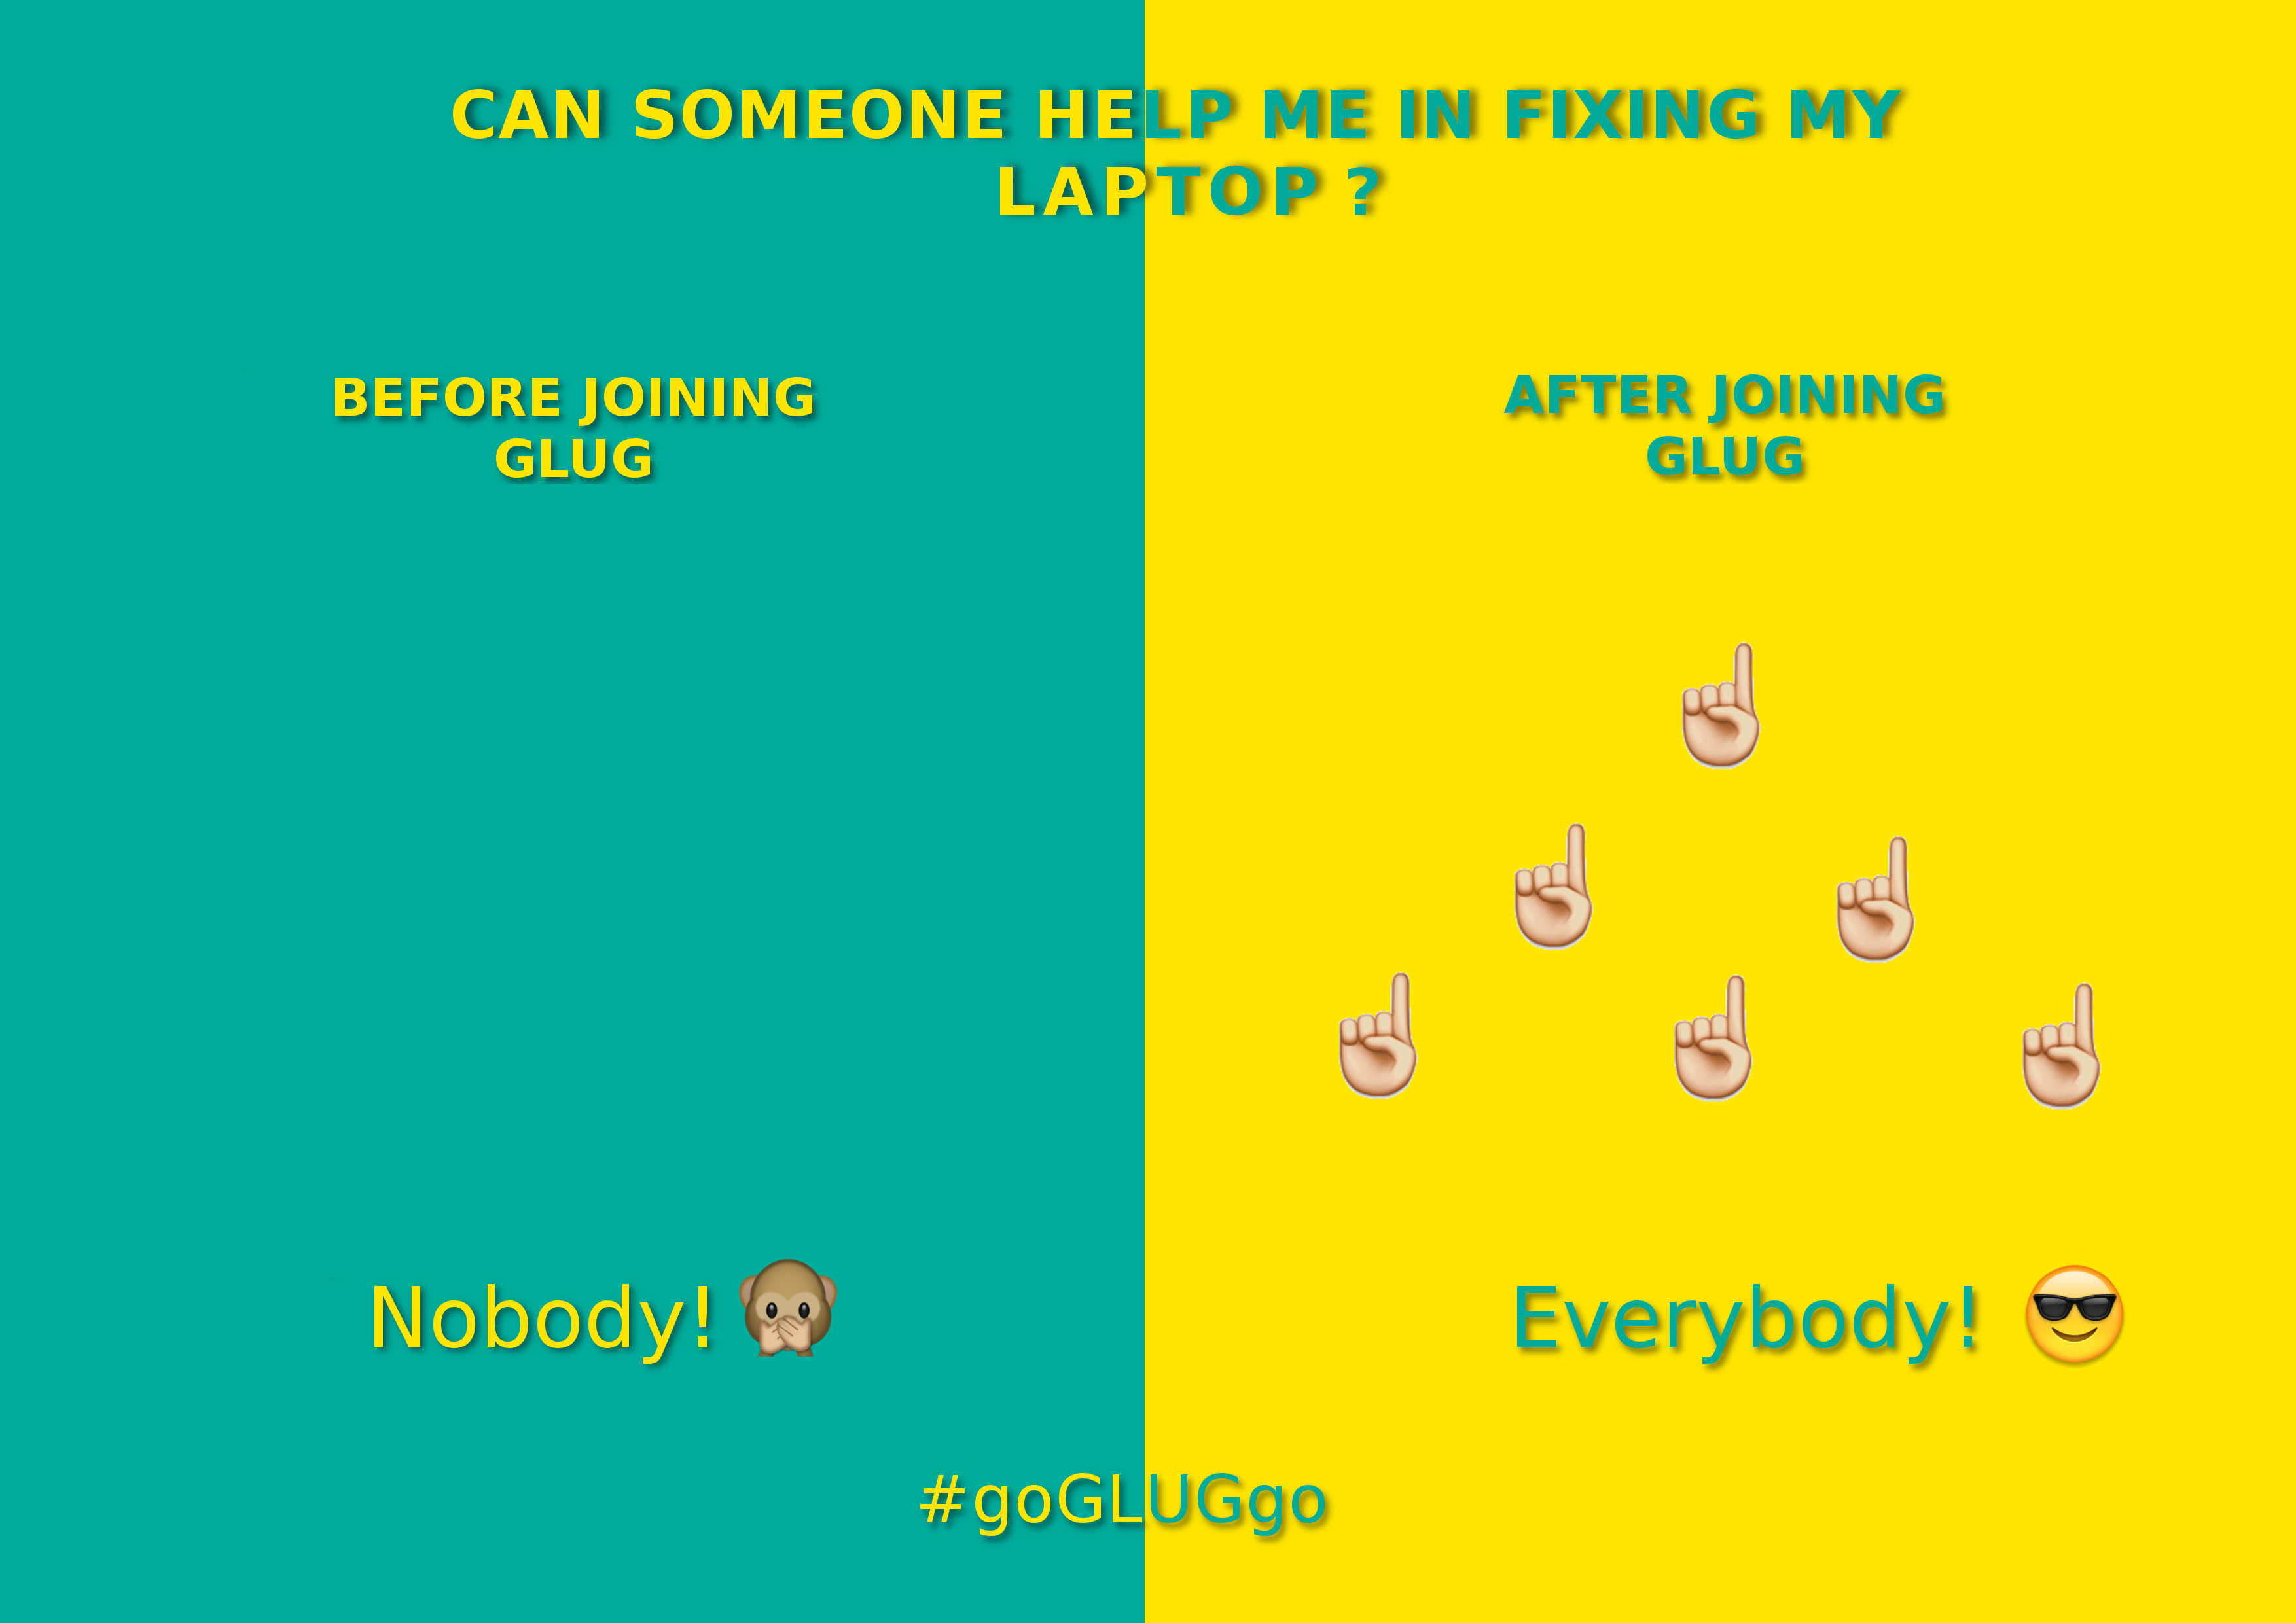 CAN SOMEONE HELP ME IN FIXING MY
LAPTOP ?
BEFORE JOINING
GLUG
AFTER JOINING
GLUG
Nobody!
Everybody!
#goGLUGgo